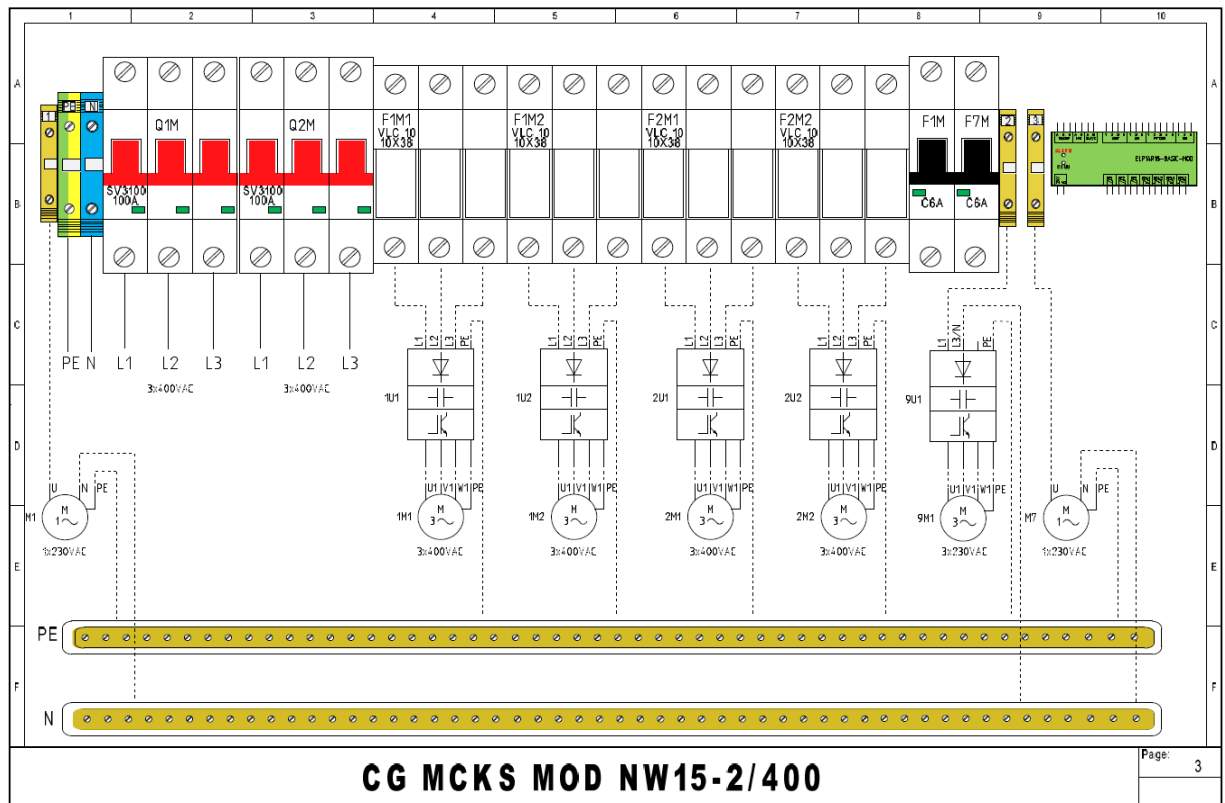 1 2 3 4 5 6 7 8 9 10
A A
1 PE N 2 3
Q1M Q2M
F1M1 F1M2 F2M1 F2M2 F1M F7M
VLC 10 VLC 10 VLC 10 VLC 10
10X38 10X38 10X38 10X38
ELP14R18-BASIC-MOD
B B
SV3100 SV3100
100A 100A
C6A C6A
C C
PE N L1 L2 L3 L1 L2 L3
3x400VAC 3x400VAC
L1 L2 L3 PE L1 L2 L3 PE L1 L2 L3 PE L1 L2 L3 PE L1 L3/N PE
1U1 1U2 2U1 2U2 9U1
D D
U N PE U1 V1 W1 PE U1 V1 W1 PE U1 V1 W1 PE U1 V1 W1 PE U1 V1 W1 PE U N PE
M1 M 1~ 1M1 M 3~ 1M2 M 3~ 2M1 M 3~ 2M2 M 3~ 9M1 M 3~ M7 M 1~
1x230VAC 3x400VAC 3x400VAC 3x400VAC 3x400VAC 3x230VAC 1x230VAC
E E
PE
F F
N
CG MCKS MOD NW15-2/400
Page: 3